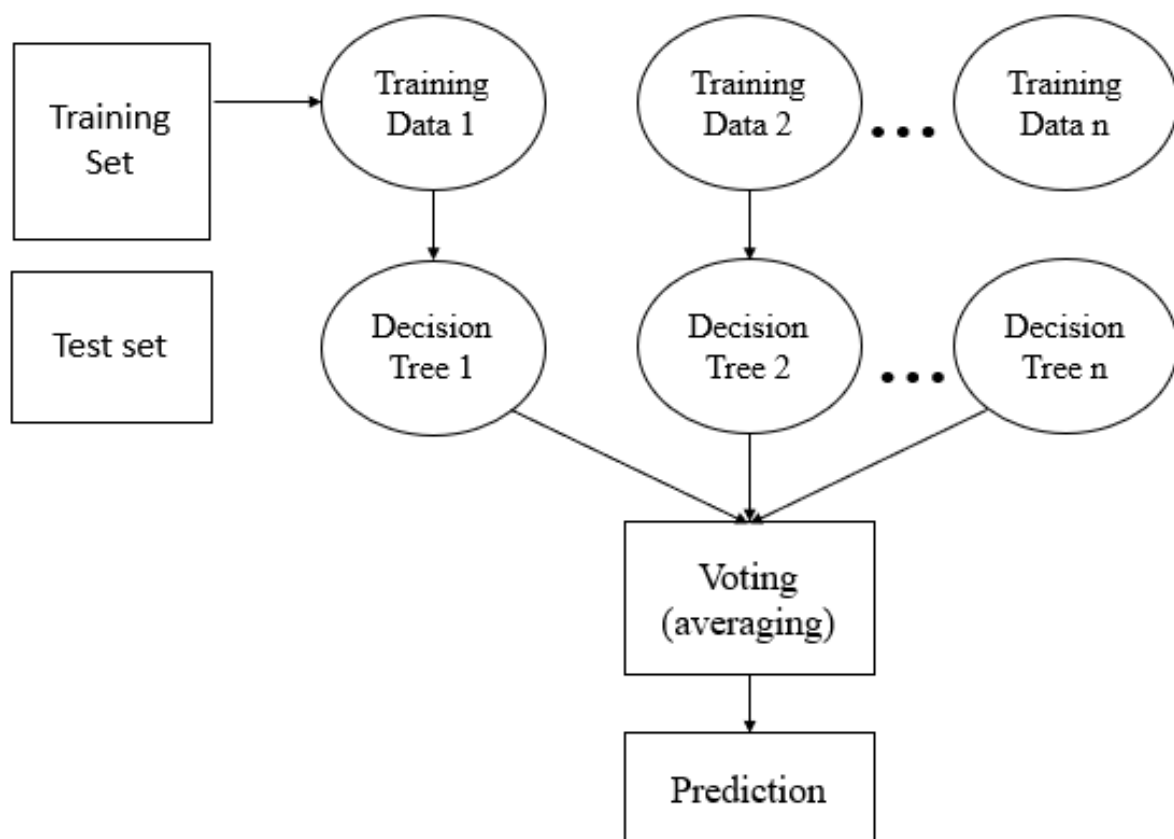 Training
Set
Training
Data 1
Training
Data 2
Training
Data n
Test set
Decision
Tree 1
Decision
Tree 2
Decision
Tree n
Voting
(averaging)
Prediction